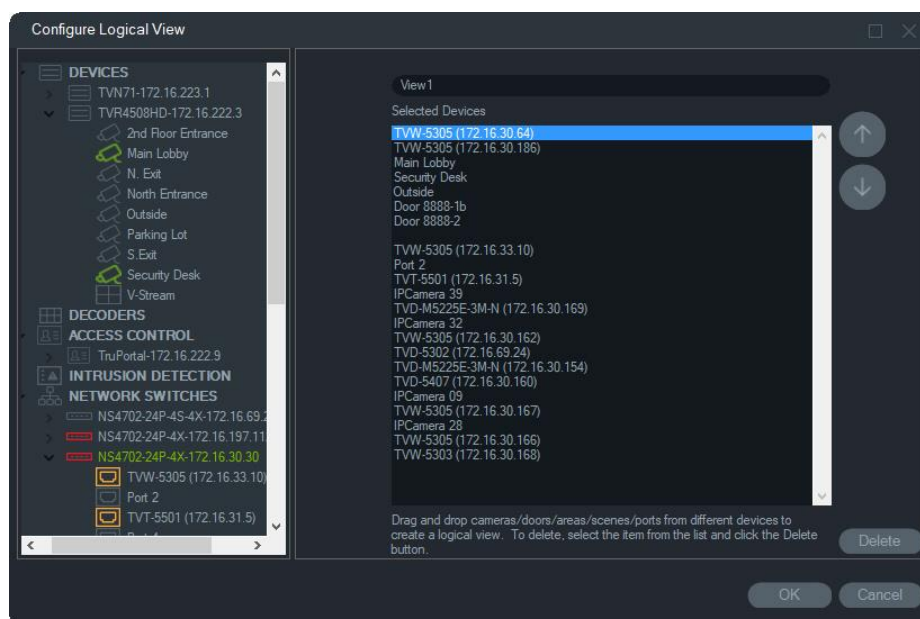 Configure Logical View
DEVICES
TVN71-172.16.223.1
TVR4508HD-172.16.222.3
2nd Floor Entrance
Main Lobby
N. Exit
North Entrance
Outside
Parking Lot
S.Exit
Security Desk
V-Stream
DECODERS
ACCESS CONTROL
TruPortal-172.16.222.9
INTRUSION DETECTION
NETWORK SWITCHES
NS4702-24P-4S-4X-172.16.69.2
NS4702-24P-4X-172.16.197.11
NS4702-24P-4X-172.16.30.30
TVW-5305 (172.16.33.10)
Port 2
TVT-5501 (172.16.31.5)
View1
Selected Devices
TVW-5305 (172.16.30.64)
TVW-5305 (172.16.30.186)
Main Lobby
Security Desk
Outside
Door 8888-1b
Door 8888-2
TVW-5305 (172.16.33.10)
Port 2
TVT-5501 (172.16.31.5)
IPCamera 39
TVD-M5225E-3M-N (172.16.30.169)
IPCamera 32
TVW-5305 (172.16.30.162)
TVD-5302 (172.16.69.24)
TVD-M5225E-3M-N (172.16.30.154)
TVD-5407 (172.16.30.160)
IPCamera 09
TVW-5305 (172.16.30.167)
IPCamera 28
TVW-5305 (172.16.30.166)
TVW-5303 (172.16.30.168)
Drag and drop cameras/doors/areas/scenes/ports from different devices to
create a logical view. To delete, select the item from the list and click the Delete
button.
Delete
OK
Cancel